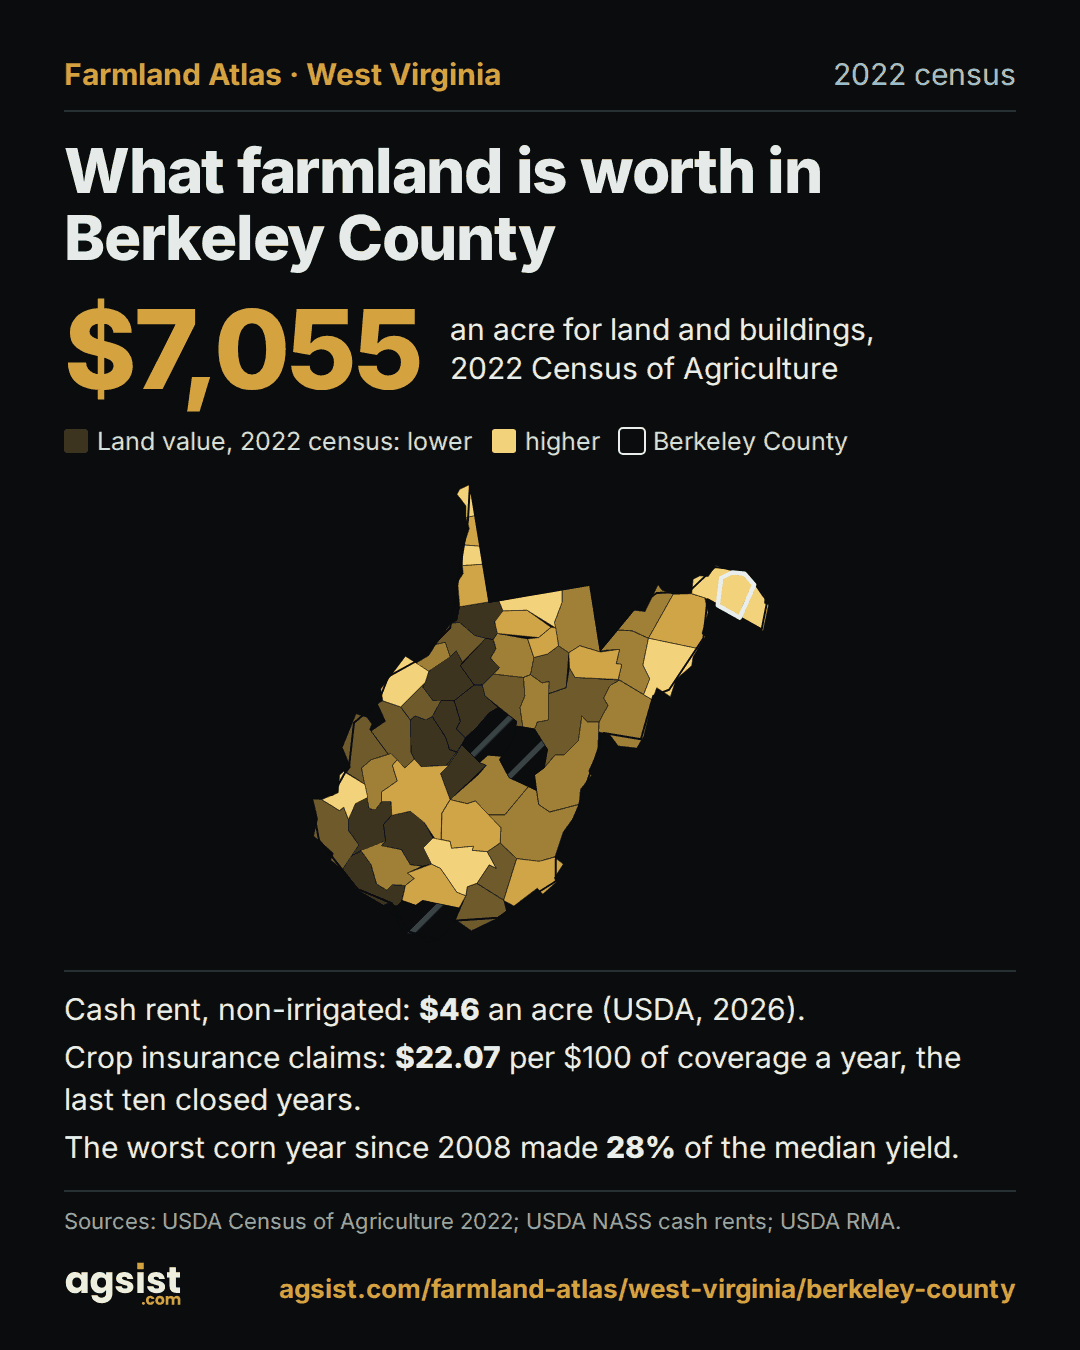 Farmland Atlas · West Virginia
2022 census
What farmland is worth in
Berkeley County
$7,055
an acre for land and buildings,
2022 Census of Agriculture
Land value, 2022 census: lower
higher
Berkeley County
Cash rent, non-irrigated: $46 an acre (USDA, 2026).
Crop insurance claims: $22.07 per $100 of coverage a year, the
last ten closed years.
The worst corn year since 2008 made 28% of the median yield.
Sources: USDA Census of Agriculture 2022; USDA NASS cash rents; USDA RMA.
agsist
.com
agsist.com/farmland-atlas/west-virginia/berkeley-county